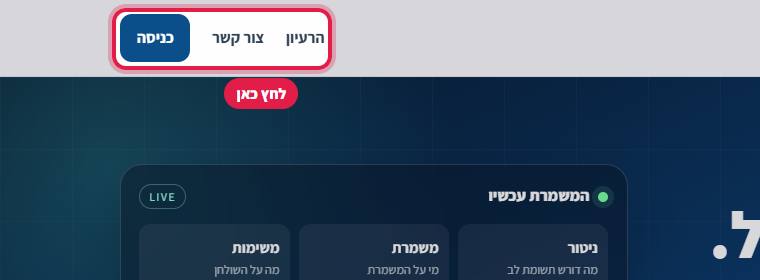 הרעיון צור קשר כניסה
לחץ כאן
המשמרת עכשיו LIVE
ל.
ניטור משמרת משימות
מה דורש תשומת לב מי על המשמרת מה על השולחן